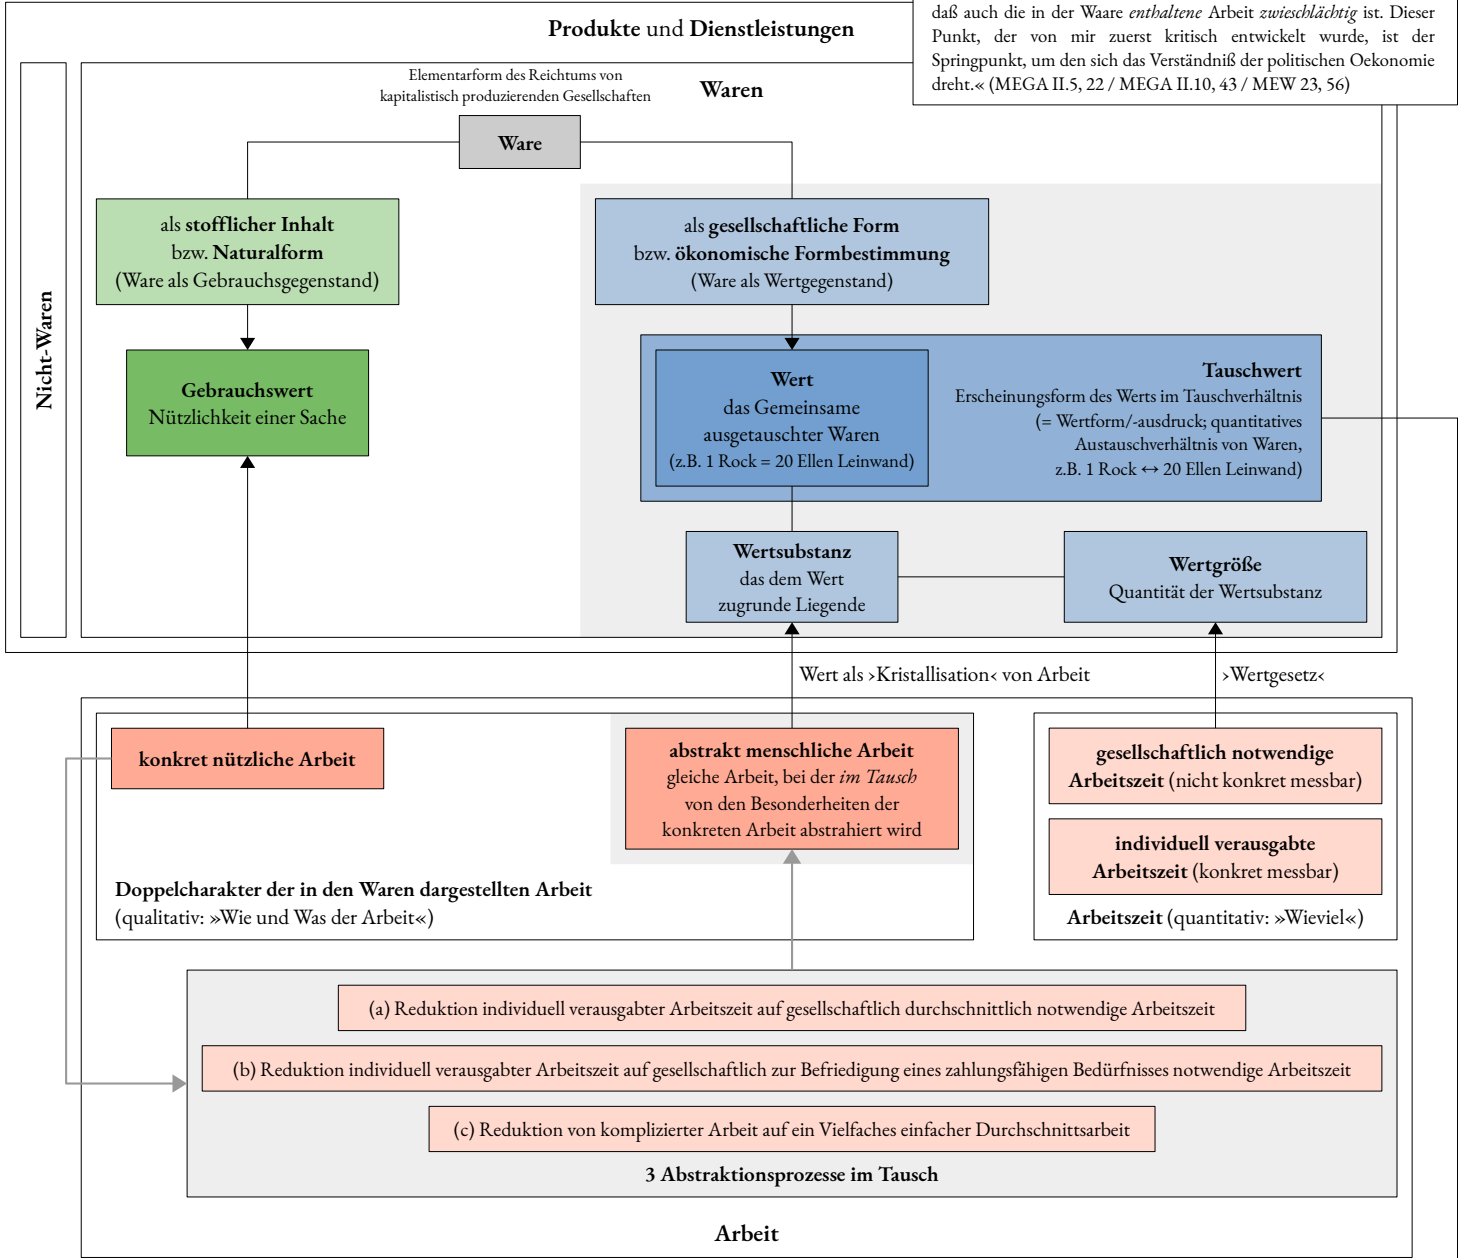 daß auch die in der Waare enthaltene Arbeit zwieschlächtig ist. Dieser
Punkt, der von mir zuerst kritisch entwickelt wurde, ist der
Springpunkt, um den sich das Verständniß der politischen Oekonomie
dreht.« (MEGA II.5, 22 / MEGA II.10, 43 / MEW 23, 56)
Produkte und Dienstleistungen
Nicht-Waren
Elementarform des Reichtums von
kapitalistisch produzierenden Gesellschaften
Waren
Ware
als stofflicher Inhalt
bzw. Naturalform
(Ware als Gebrauchsgegenstand)
als gesellschaftliche Form
bzw. ökonomische Formbestimmung
(Ware als Wertgegenstand)
Gebrauchswert
Nützlichkeit einer Sache
Wert
das Gemeinsame
ausgetauschter Waren
(z.B. 1 Rock = 20 Ellen Leinwand)
Tauschwert
Erscheinungsform des Werts im Tauschverhältnis
(= Wertform/-ausdruck; quantitatives
Austauschverhältnis von Waren,
z.B. 1 Rock ↔ 20 Ellen Leinwand)
Wertsubstanz
das dem Wert
zugrunde Liegende
Wertgröße
Quantität der Wertsubstanz
Wert als ›Kristallisation‹ von Arbeit
›Wertgesetz‹
konkret nützliche Arbeit
abstrakt menschliche Arbeit
gleiche Arbeit, bei der im Tausch
von den Besonderheiten der
konkreten Arbeit abstrahiert wird
Doppelcharakter der in den Waren dargestellten Arbeit
(qualitativ: »Wie und Was der Arbeit«)
gesellschaftlich notwendige
Arbeitszeit (nicht konkret messbar)
individuell verausgabte
Arbeitszeit (konkret messbar)
Arbeitszeit (quantitativ: »Wieviel«)
(a) Reduktion individuell verausgabter Arbeitszeit auf gesellschaftlich durchschnittlich notwendige Arbeitszeit
(b) Reduktion individuell verausgabter Arbeitszeit auf gesellschaftlich zur Befriedigung eines zahlungsfähigen Bedürfnisses notwendige Arbeitszeit
(c) Reduktion von komplizierter Arbeit auf ein Vielfaches einfacher Durchschnittsarbeit
3 Abstraktionsprozesse im Tausch
Arbeit